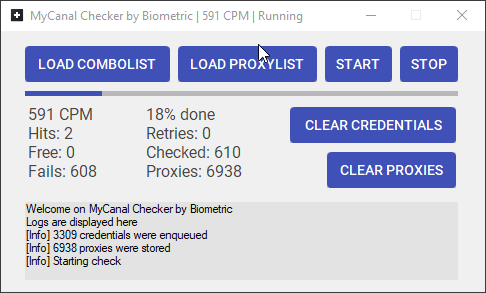 MyCanal Checker by Biometric | 591 CPM | Running
LOAD COMBOLIST
LOAD PROXYLIST
START
STOP
591 CPM
Hits: 2
Free: 0
Fails: 608
18% done
Retries: 0
Checked: 610
Proxies: 6938
CLEAR CREDENTIALS
CLEAR PROXIES
Welcome on MyCanal Checker by Biometric
Logs are displayed here
[Info] 3309 credentials were enqueued
[Info] 6938 proxies were stored
[Info] Starting check